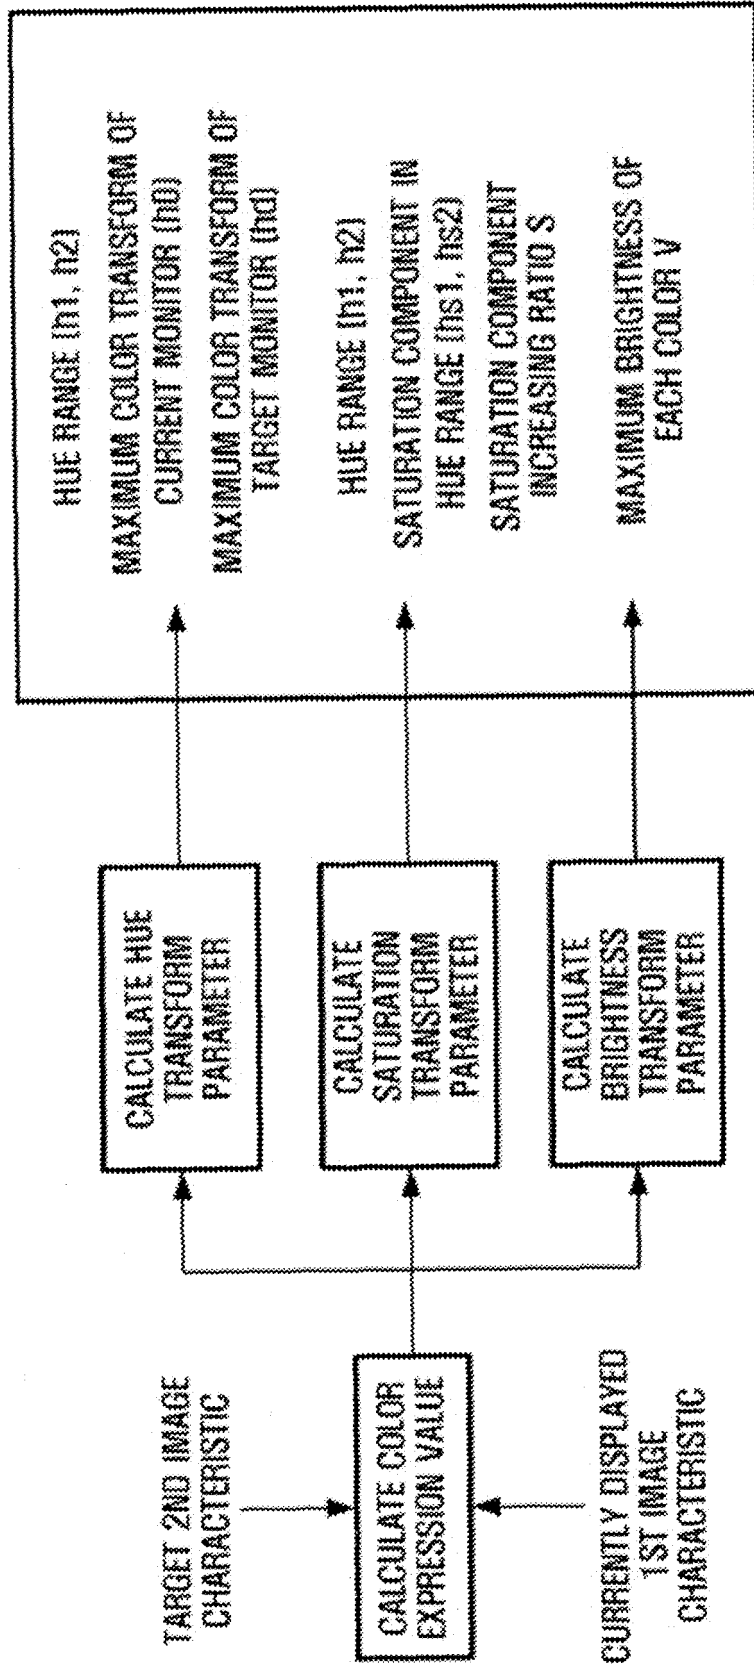 TARGET 2ND IMAGE
CHARACTERISTIC
CALCULATE COLOR
EXPRESSION VALUE
CURRENTLY DISPLAYED
1ST IMAGE
CHARACTERISTIC
CALCULATE HUE
TRANSFORM
PARAMETER
CALCULATE
SATURATION
TRANSFORM
PARAMETER
CALCULATE
BRIGHTNESS
TRANSFORM
PARAMETER
HUE RANGE (h1, h2)
MAXIMUM COLOR TRANSFORM OF
CURRENT MONITOR (h0)
MAXIMUM COLOR TRANSFORM OF
TARGET MONITOR (hd)
HUE RANGE (h1, h2)
SATURATION COMPONENT IN
HUE RANGE (hs1, hs2)
SATURATION COMPONENT
INCREASING RATIO S
MAXIMUM BRIGHTNESS OF
EACH COLOR V